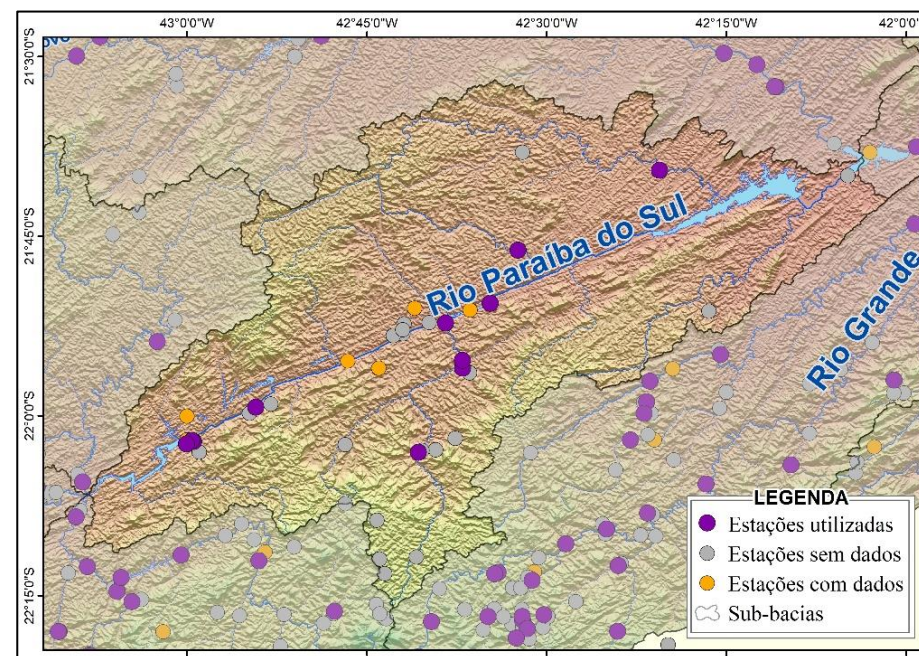 43°0'0"W 42°45'0"W 42°30'0"W 42°15'0"W 42°0'0"W
21°30'0"S
21°45'0"S
22°0'0"S
22°15'0"S
Rio Paraíba do Sul
Rio Grande
LEGENDA
Estações utilizadas
Estações sem dados
Estações com dados
Sub-bacias